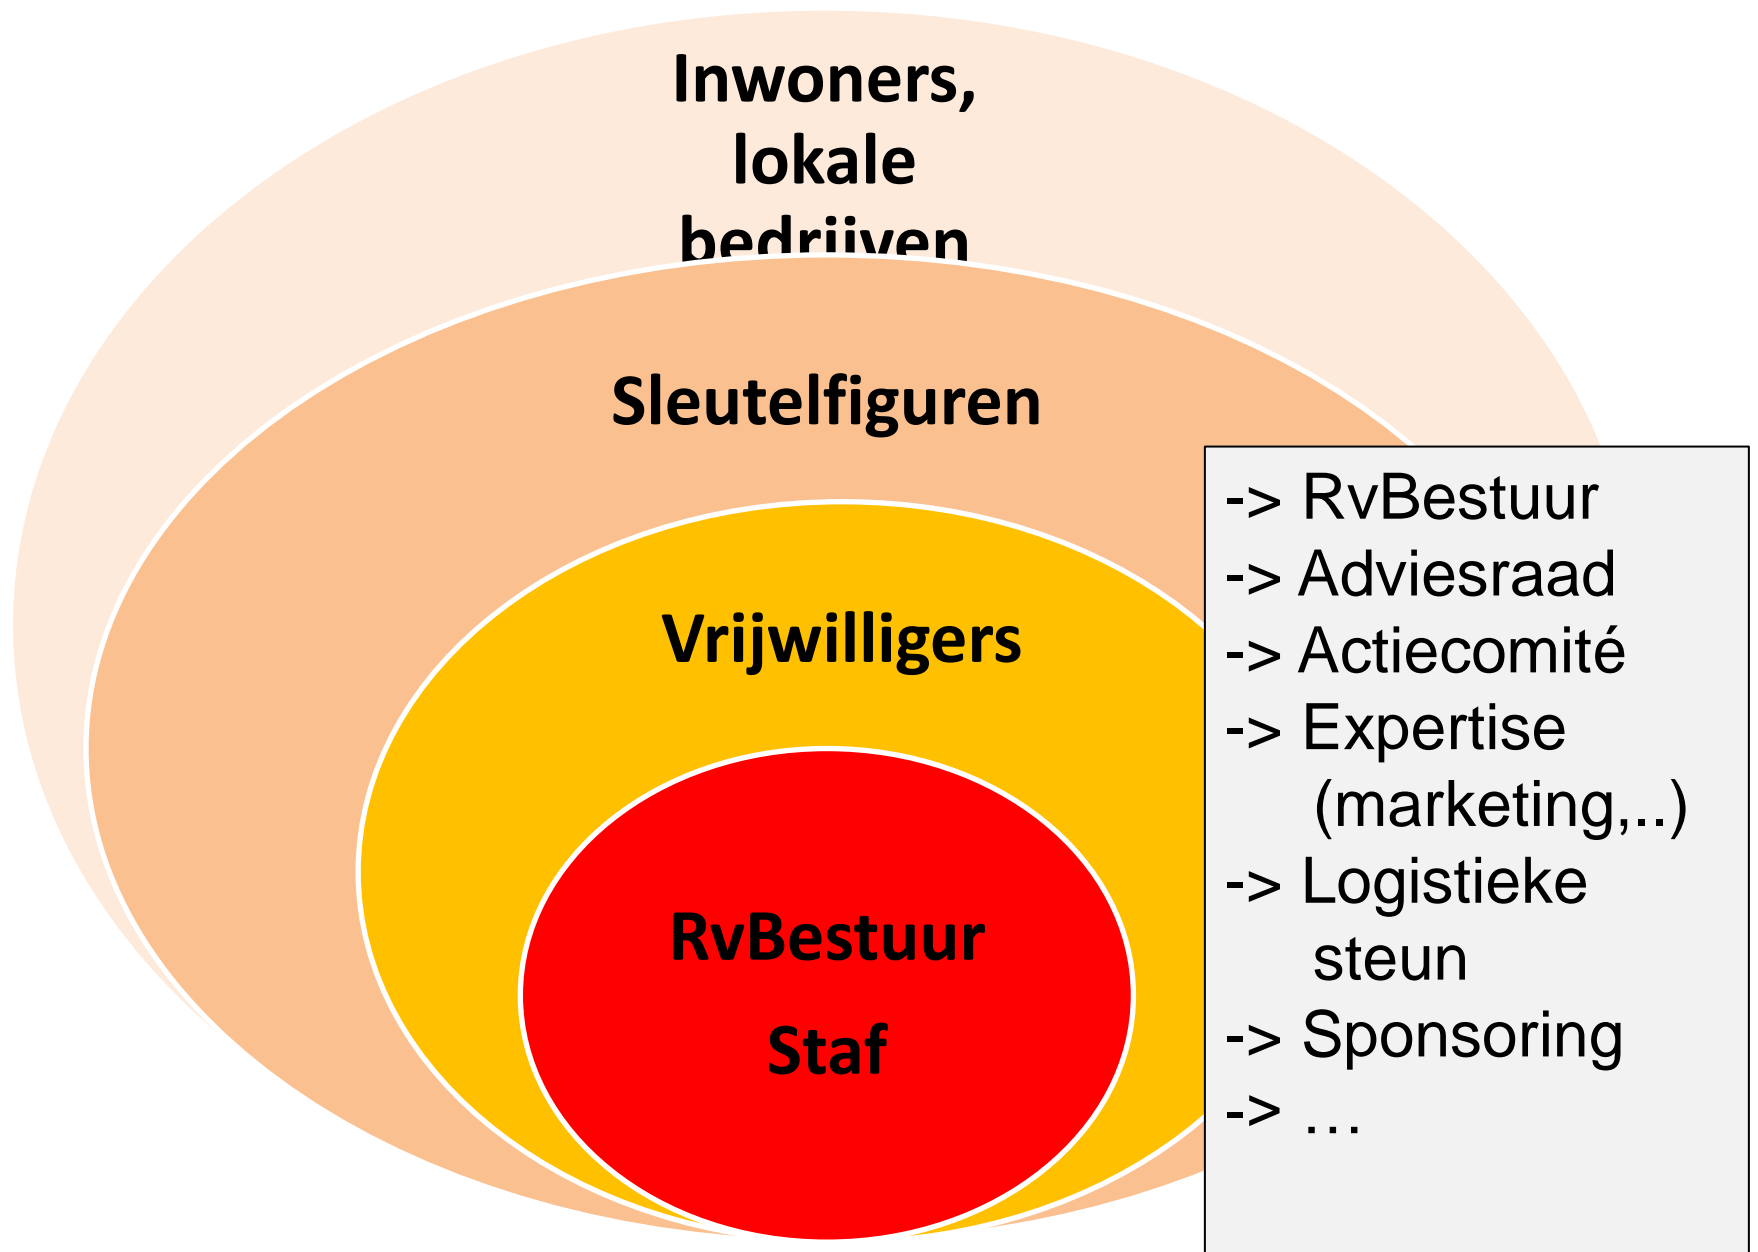 Inwoners,
lokale
bedrijven
Sleutelfiguren
Vrijwilligers
RvBestuur
Staf
-> RvBestuur
-> Adviesraad
-> Actiecomité
-> Expertise
(marketing,..)
-> Logistieke
steun
-> Sponsoring
-> …